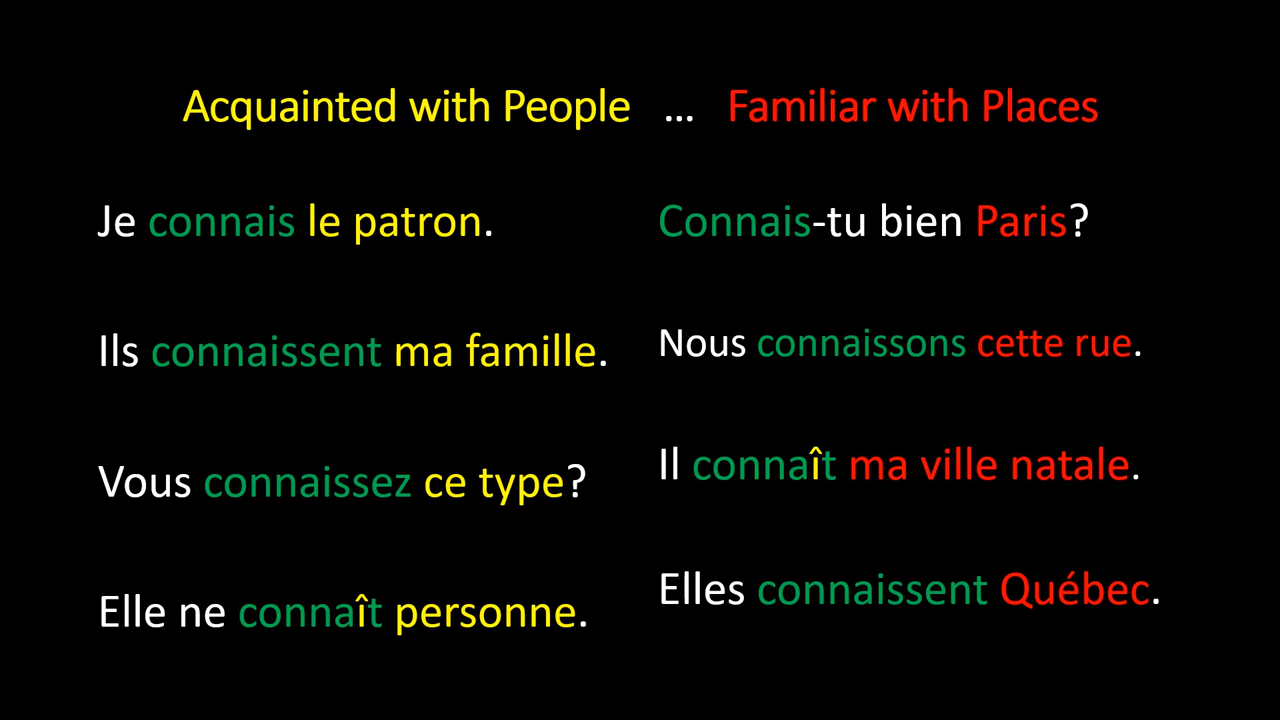 Acquainted with People ... Familiar with Places
Je connais le patron.
Ils connaissent ma famille.
Vous connaissez ce type?
Elle ne connaît personne.
Connais-tu bien Paris?
Nous connaissons cette rue.
Il connaît ma ville natale.
Elles connaissent Québec.